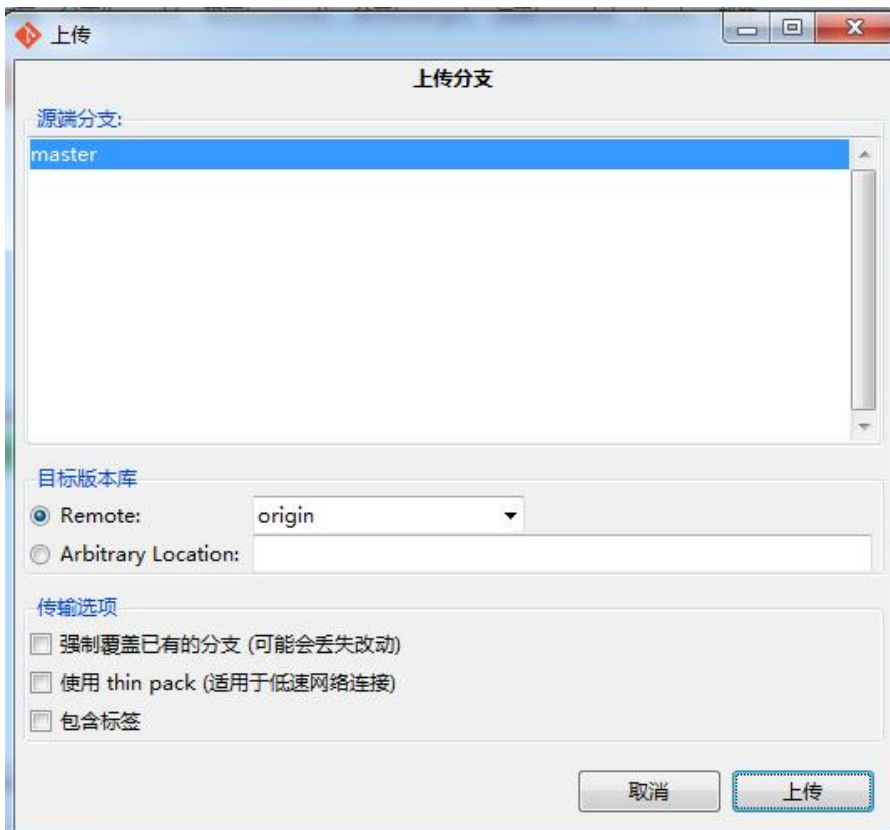 上传
上传分支
源端分支:
master
目标版本库
Remote: origin
Arbitrary Location:
传输选项
强制覆盖已有的分支 (可能会丢失改动)
使用 thin pack (适用于低速网络连接)
包含标签
取消 上传